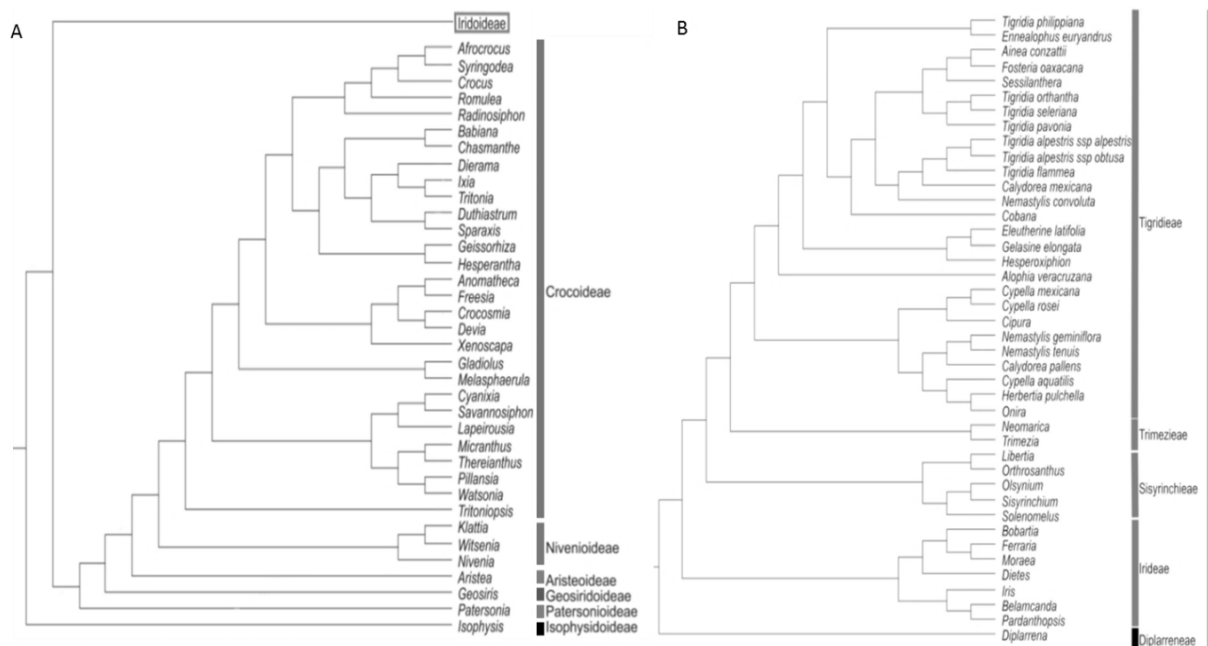 A
Iridoideae
Afrocrocus
Syringodea
Crocus
Romulea
Radinosiphon
Babiana
Chasmanthe
Dierama
Ixia
Tritonia
Duthiastrum
Sparaxis
Geissorhiza
Hesperantha
Anomatheca
Freesia
Crocosmia
Devia
Xenoscapa
Gladiolus
Melasphaerula
Cyanixia
Savannosiphon
Lapeirousia
Micranthus
Thereianthus
Pillansia
Watsonia
Tritoniopsis
Klattia
Witsenia
Nivenia
Aristea
Geosiris
Patersonia
Isophysis
Crocoideae
Nivenioideae
Aristeoideae
Geosiridoideae
Patersonioideae
Isophysidoideae
B
Tigridia philippiana
Ennealophus euryandrus
Ainea conzattii
Fosteria oaxacana
Sessilanthera
Tigridia orthantha
Tigridia seleriana
Tigridia pavonia
Tigridia alpestris ssp alpestris
Tigridia alpestris ssp obtusa
Tigridia flammea
Calydorea mexicana
Nemastylis convoluta
Cobana
Eleutherine latifolia
Gelasine elongata
Hesperoxiphion
Alophia veracruzana
Cypella mexicana
Cypella rosei
Cipura
Nemastylis geminiflora
Nemastylis tenuis
Calydorea pallens
Cypella aquatilis
Herbertia pulchella
Onira
Neomarica
Trimezia
Libertia
Orthrosanthus
Olsynium
Sisyrinchium
Solenomelus
Bobartia
Ferraria
Moraea
Dietes
Iris
Belamcanda
Pardanthopsis
Diplarrena
Tigridieae
Trimezieae
Sisyrinchieae
Irideae
Diplarreneae